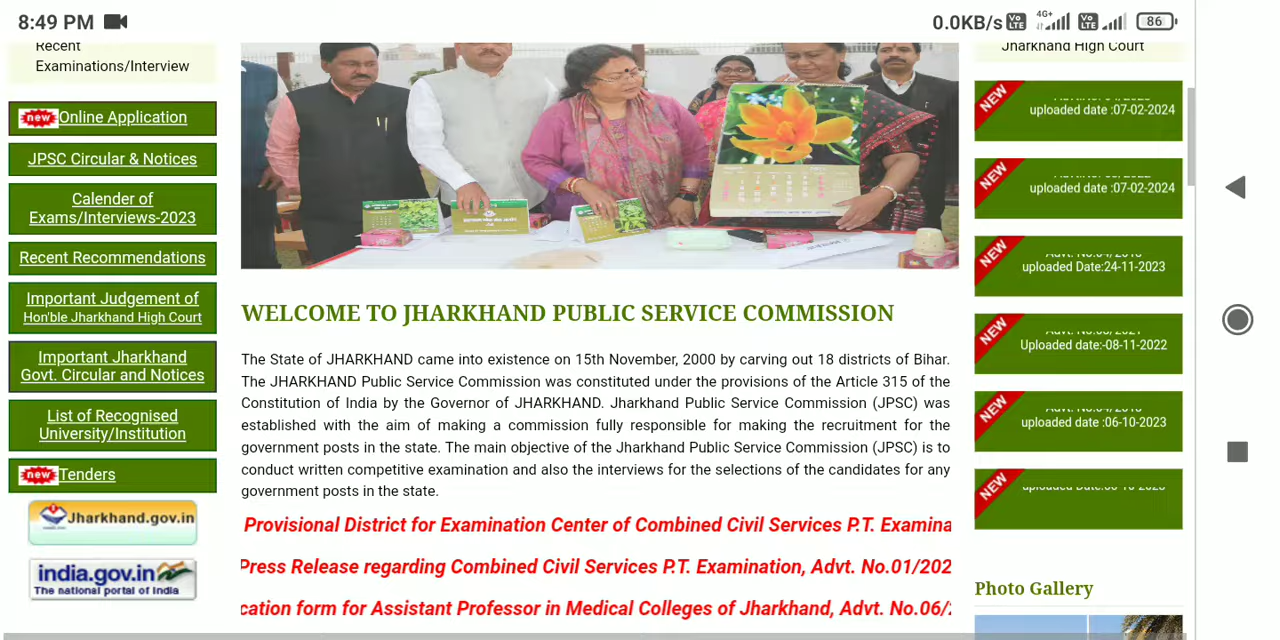 8:49 PM
0.0KB/s Vo LTE 4G+ Vo LTE 86
Recent
Examinations/Interview
new Online Application
JPSC Circular & Notices
Calender of
Exams/Interviews-2023
Recent Recommendations
Important Judgement of
Hon'ble Jharkhand High Court
Important Jharkhand
Govt. Circular and Notices
List of Recognised
University/Institution
new Tenders
Jharkhand.gov.in
india.gov.in
The national portal of India
WELCOME TO JHARKHAND PUBLIC SERVICE COMMISSION
The State of JHARKHAND came into existence on 15th November, 2000 by carving out 18 districts of Bihar.
The JHARKHAND Public Service Commission was constituted under the provisions of the Article 315 of the
Constitution of India by the Governor of JHARKHAND. Jharkhand Public Service Commission (JPSC) was
established with the aim of making a commission fully responsible for making the recruitment for the
government posts in the state. The main objective of the Jharkhand Public Service Commission (JPSC) is to
conduct written competitive examination and also the interviews for the selections of the candidates for any
government posts in the state.
Provisional District for Examination Center of Combined Civil Services P.T. Examina
Press Release regarding Combined Civil Services P.T. Examination, Advt. No.01/202
cation form for Assistant Professor in Medical Colleges of Jharkhand, Advt. No.06/
Jharkhand High Court
NEW
uploaded date :07-02-2024
NEW
uploaded date :07-02-2024
NEW
uploaded Date:24-11-2023
NEW
Uploaded date:-08-11-2022
NEW
uploaded date :06-10-2023
NEW
Photo Gallery